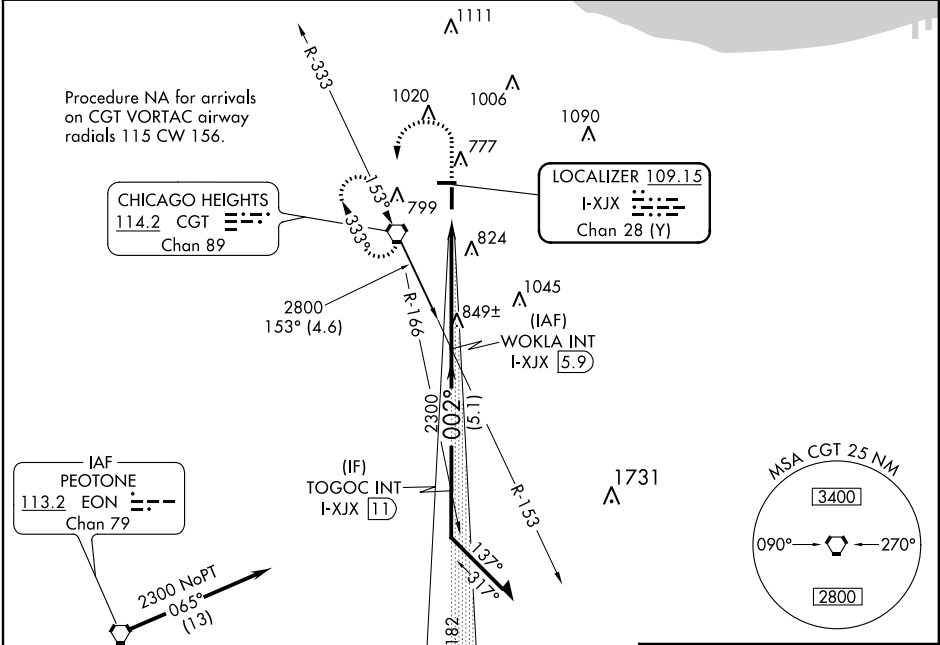 1111
R-333
Procedure NA for arrivals
on CGT VORTAC airway
radials 115 CW 156.
1020
1006
1090
777
LOCALIZER 109.15
I-XJX
Chan 28 (Y)
CHICAGO HEIGHTS
114.2 CGT
Chan 89
153°
333°
799
824
2800
153° (4.6)
R-166
1045
849±
(IAF)
WOKLA INT
I-XJX 5.9
2300
002°
(5.1)
IAF
PEOTONE
113.2 EON
Chan 79
(IF)
TOGOC INT
I-XJX 11
R-153
1731
MSA CGT 25 NM
3400
090°
270°
2800
137°
317°
2300 NoPT
065°
(13)
182